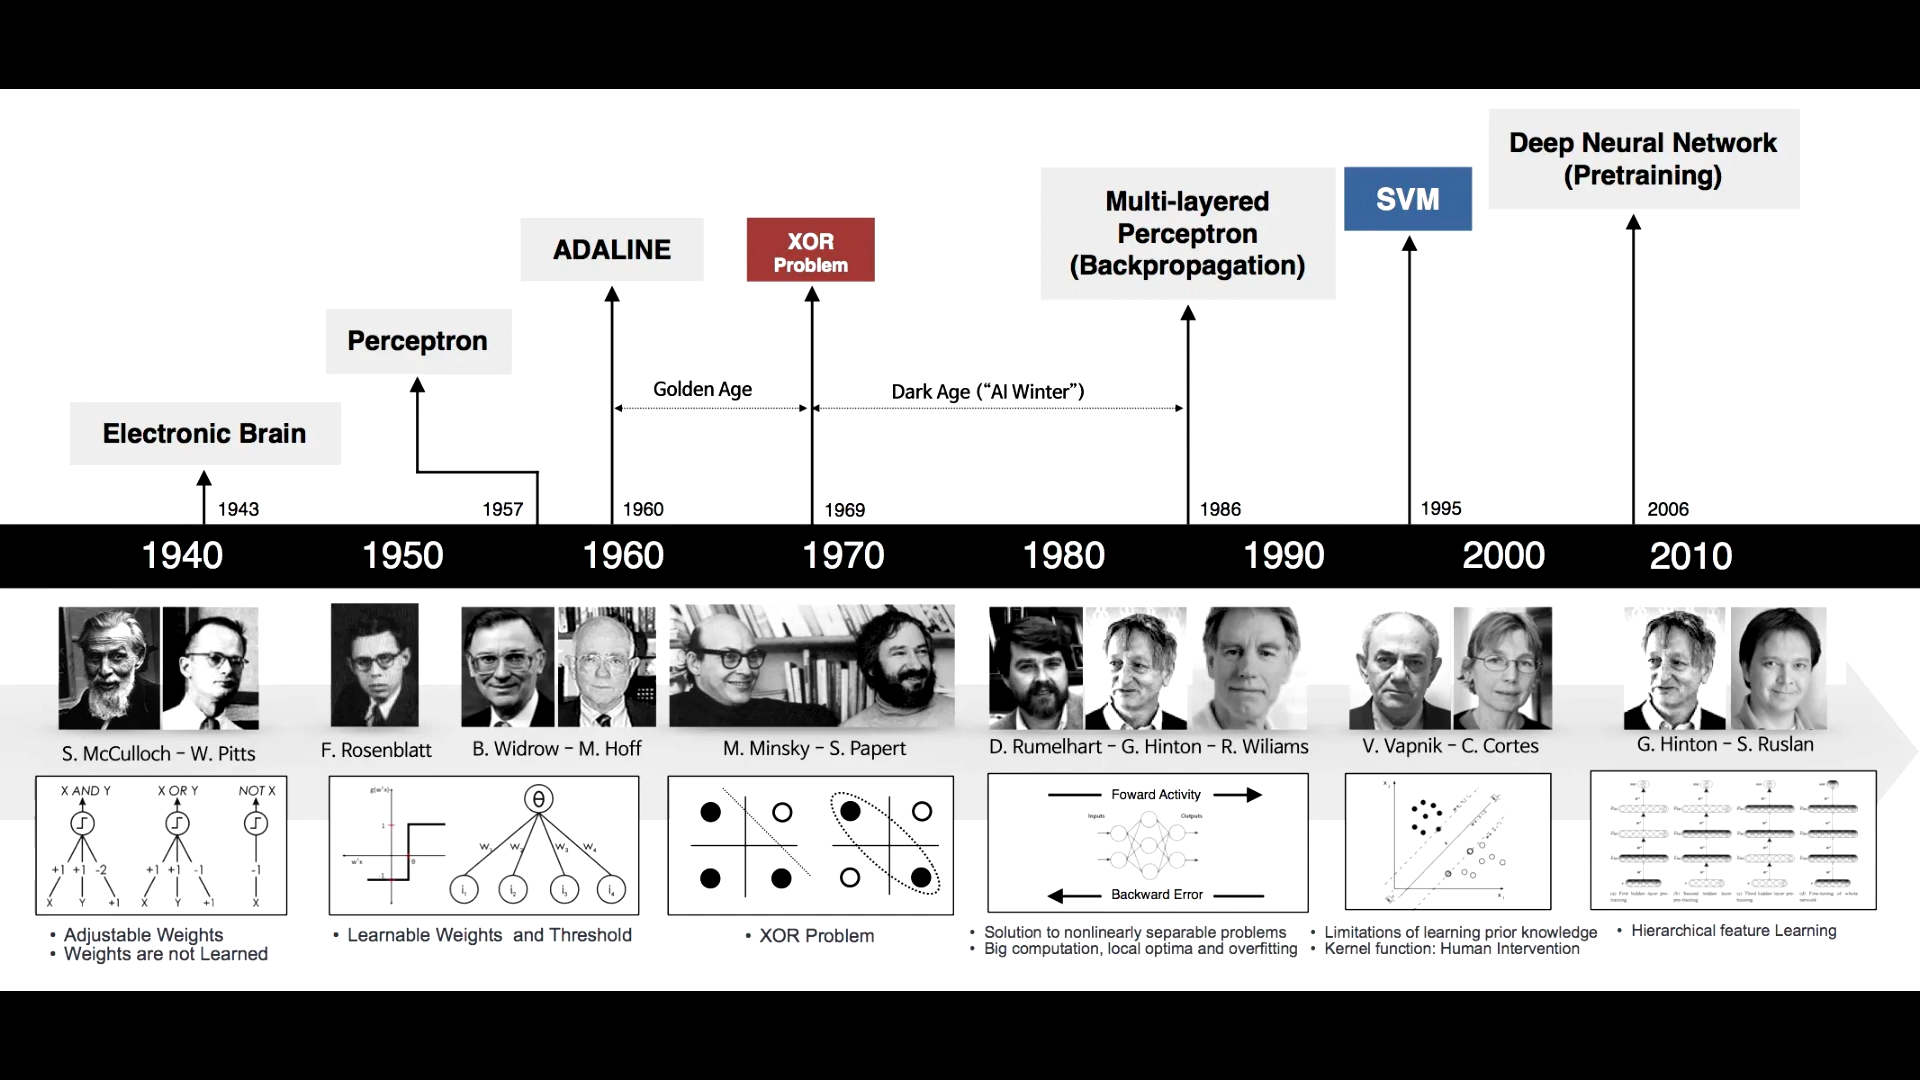 Deep Neural Network
(Pretraining)
Multi-layered
Perceptron
(Backpropagation)
SVM
ADALINE
XOR
Problem
Perceptron
Golden Age
Dark Age (“AI Winter”)
Electronic Brain
1943
1957
1960
1969
1986
1995
2006
1940
1950
1960
1970
1980
1990
2000
2010
S. McCulloch – W. Pitts
F. Rosenblatt
B. Widrow – M. Hoff
M. Minsky – S. Papert
D. Rumelhart – G. Hinton – R. Wiliams
V. Vapnik – C. Cortes
G. Hinton – S. Ruslan
X AND Y
X OR Y
NOT X
+1 +1 -2
+1 +1 -1
-1
X Y +1
X Y +1
X
θ
Foward Activity
Inputs
Outputs
Backward Error
• Adjustable Weights
• Weights are not Learned
• Learnable Weights and Threshold
• XOR Problem
• Solution to nonlinearly separable problems
• Big computation, local optima and overfitting
• Limitations of learning prior knowledge
• Kernel function: Human Intervention
• Hierarchical feature Learning